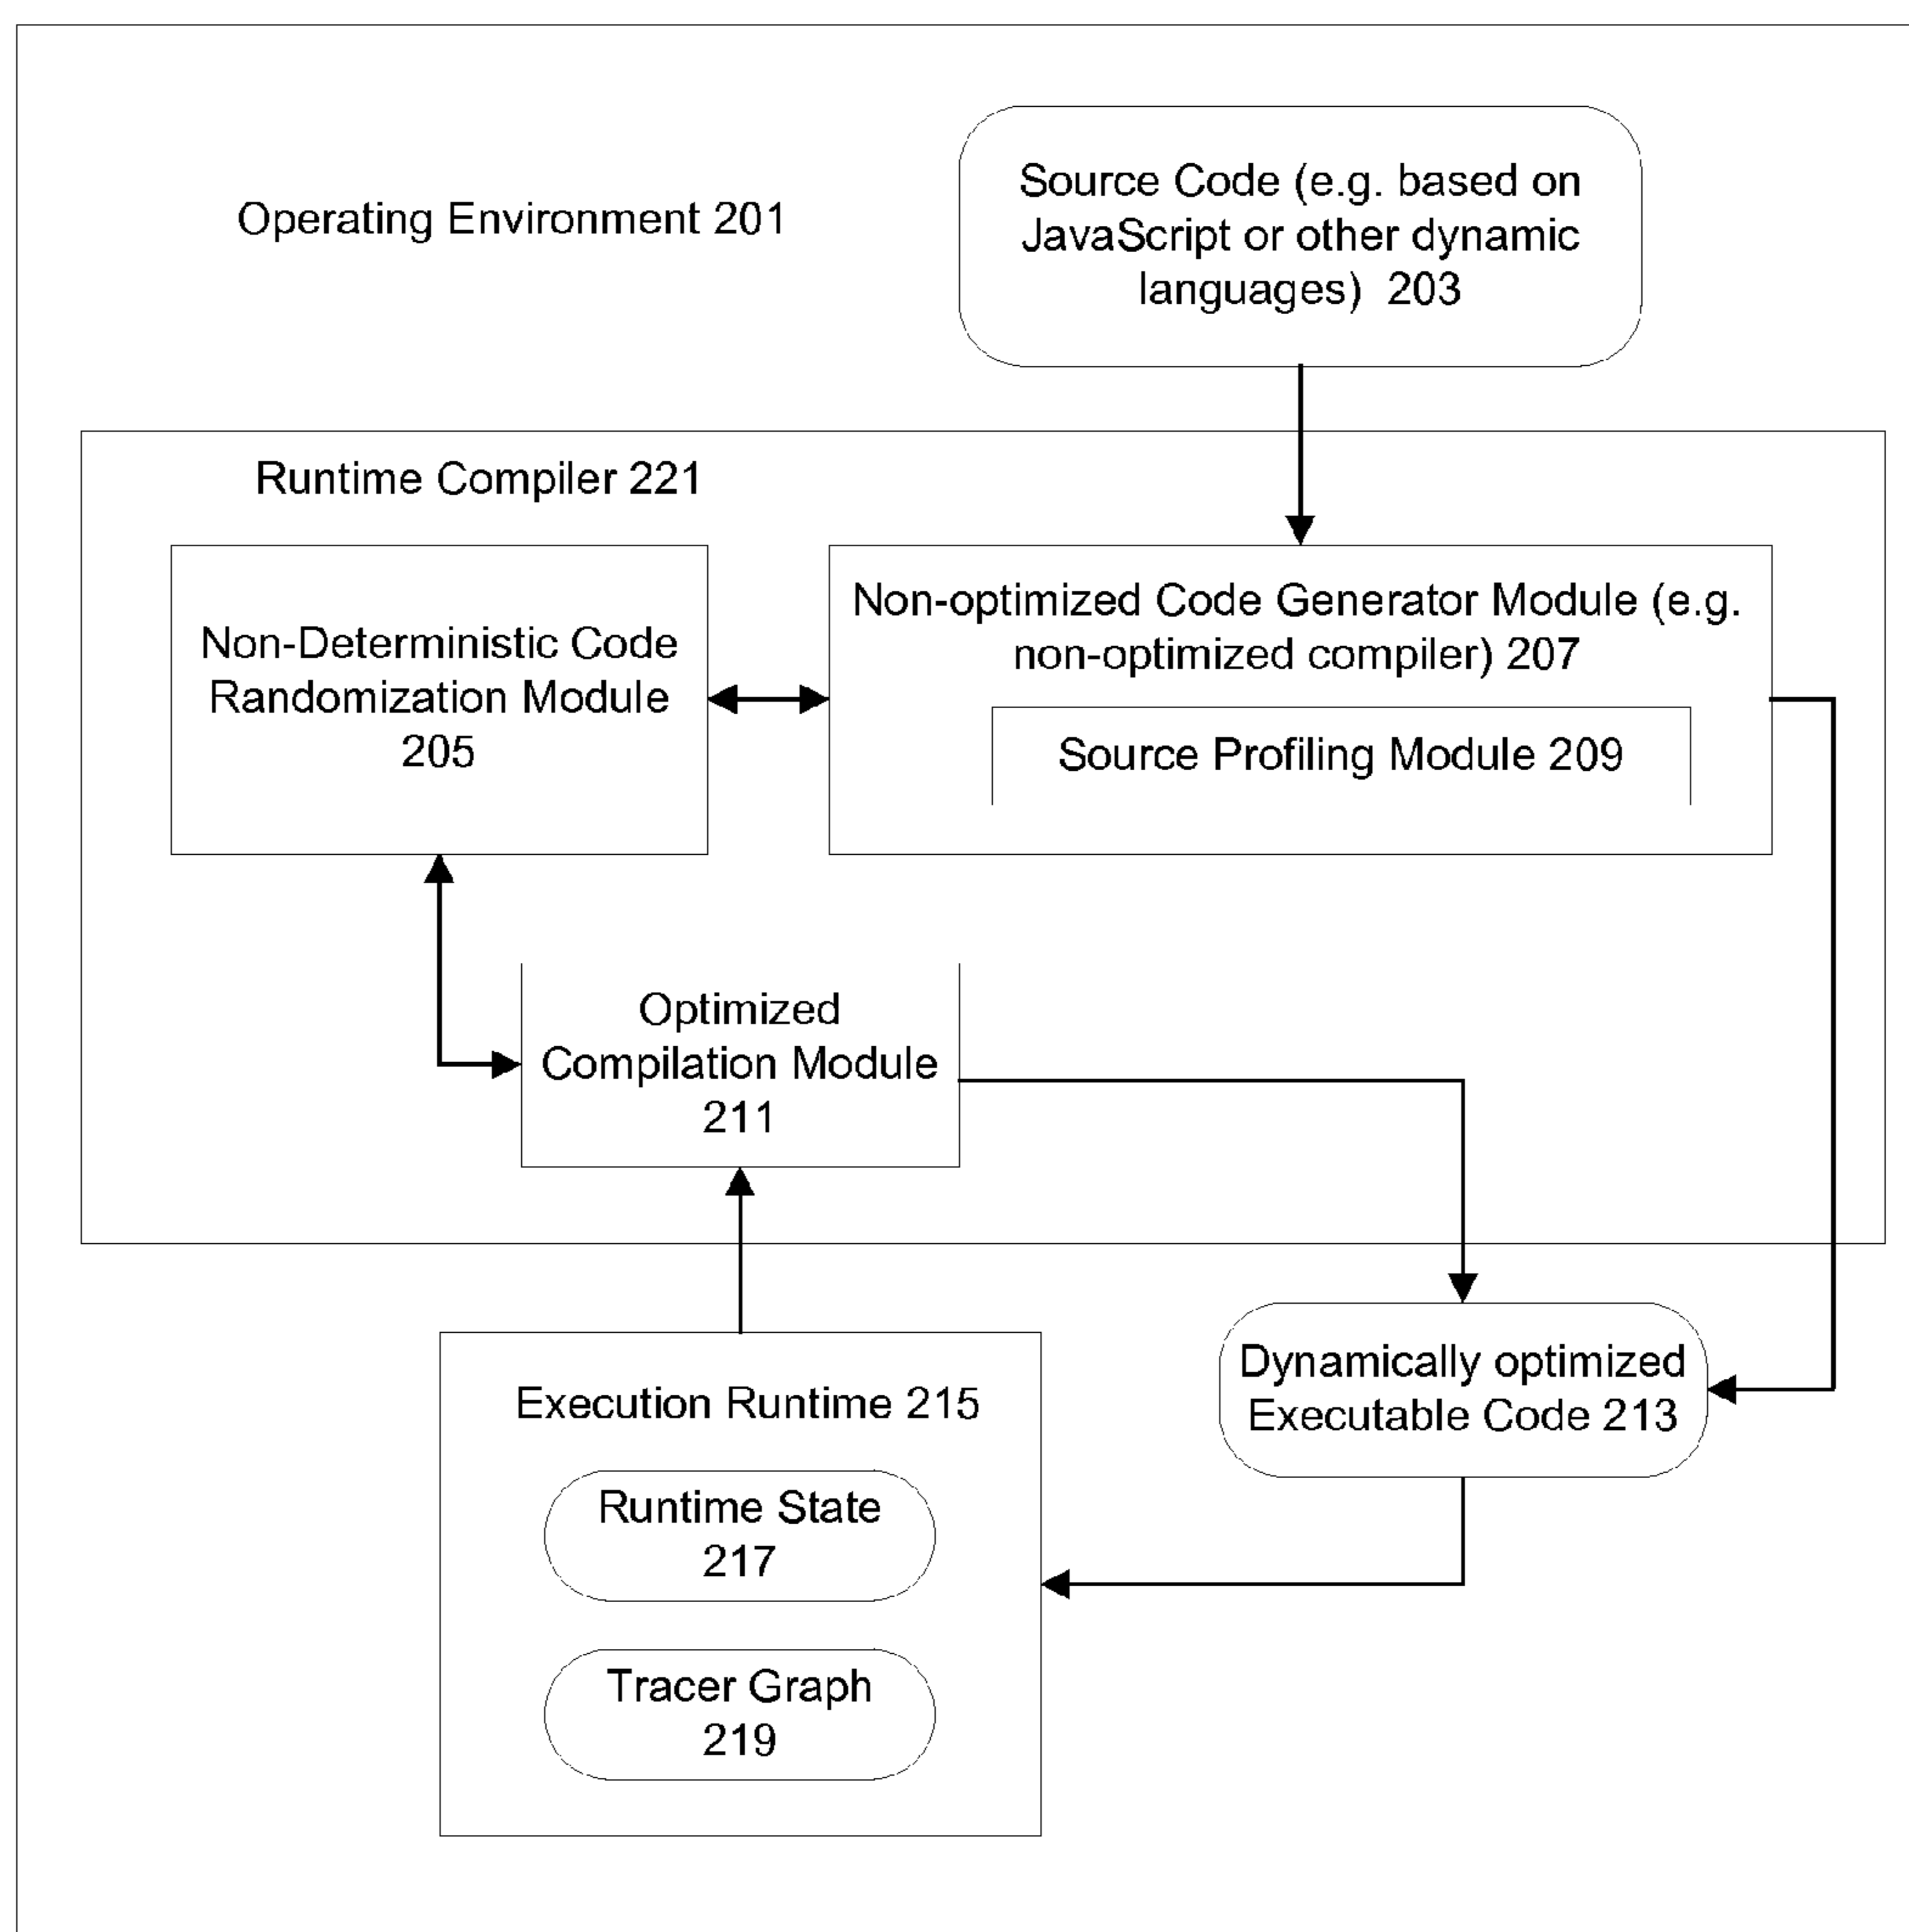 Operating Environment 201
Source Code (e.g. based on
JavaScript or other dynamic
languages) 203
Runtime Compiler 221
Non-Deterministic Code
Randomization Module
205
Non-optimized Code Generator Module (e.g.
non-optimized compiler) 207
Source Profiling Module 209
Optimized
Compilation Module
211
Execution Runtime 215
Runtime State
217
Tracer Graph
219
Dynamically optimized
Executable Code 213